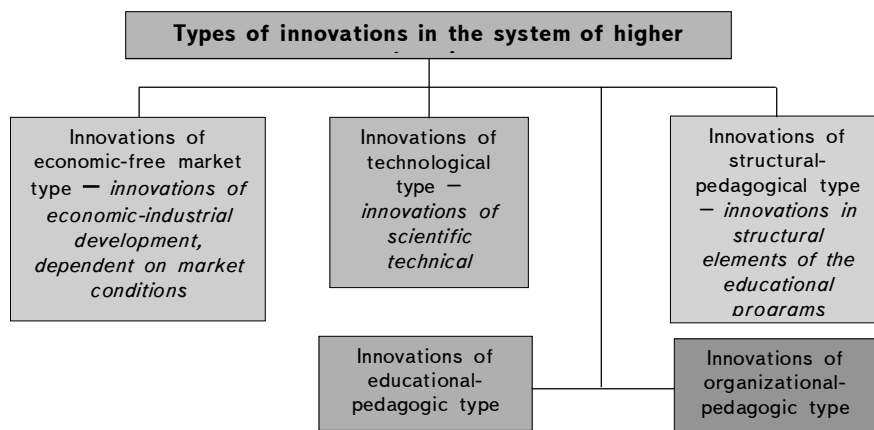 Types of innovations in the system of higher
Innovations of
economic-free market
type — innovations of
economic-industrial
development,
dependent on market
conditions
Innovations of
technological
type –
innovations of
scientific
technical
Innovations of
structural-
pedagogical type
– innovations in
structural
elements of the
educational
programs
Innovations of
educational-
pedagogic type
Innovations of
organizational-
pedagogic type